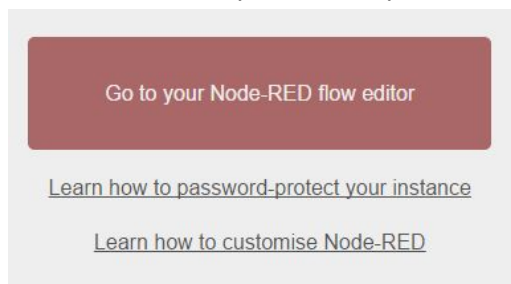 Go to your Node-RED flow editor
Learn how to password-protect your instance
Learn how to customise Node-RED